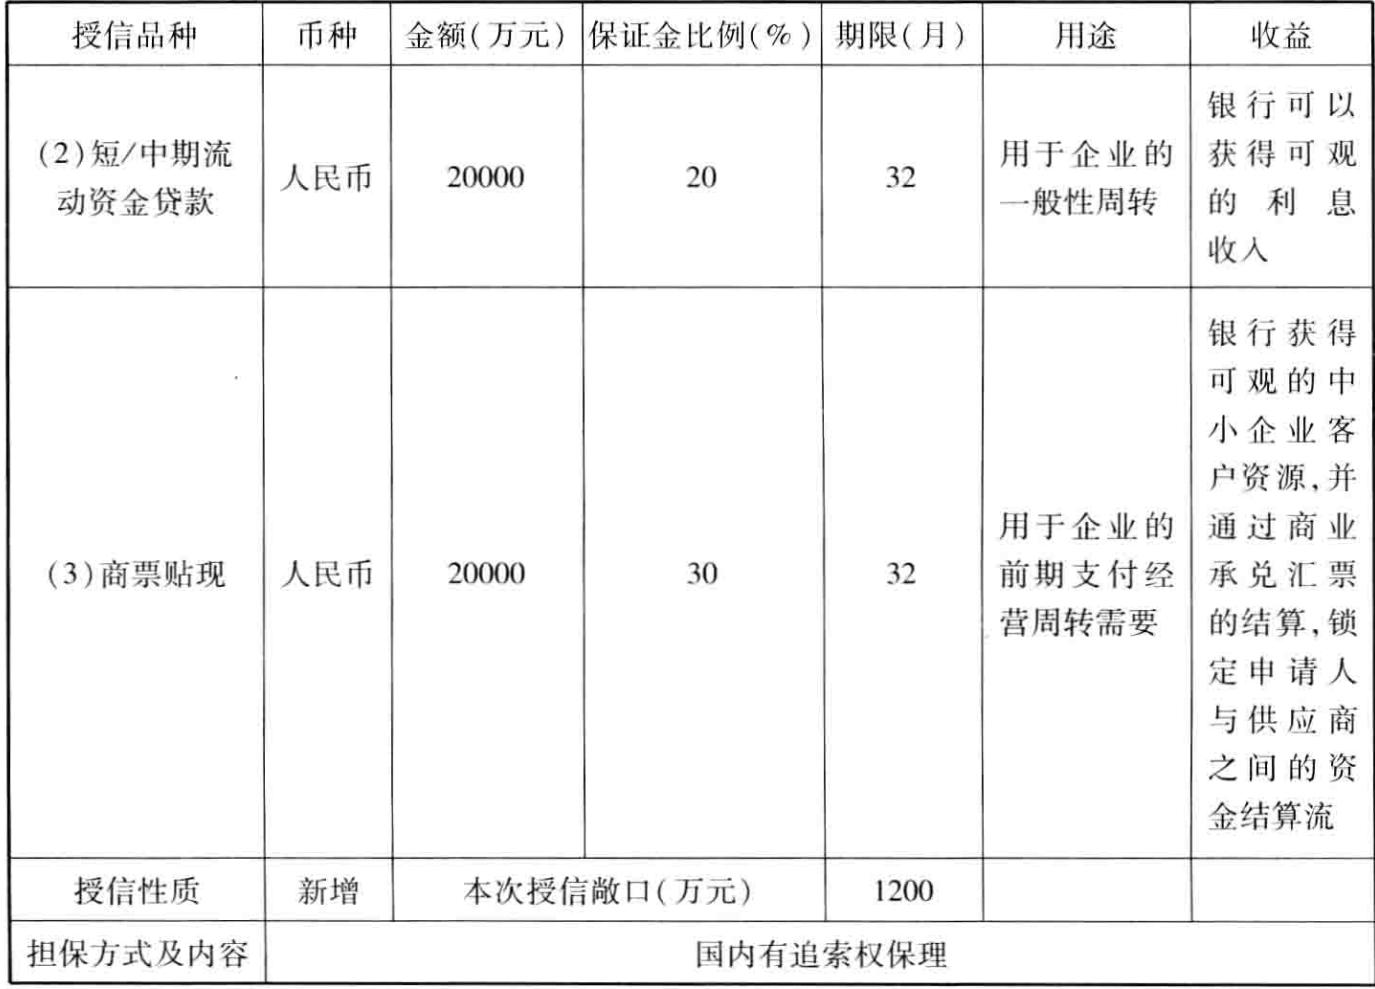 授信品种 币种 金额(万元) 保证金比例(%) 期限(月) 用途 收益
(2)短/中期流
动资金贷款
人民币
20000
20
32
用于企业的
一般性周转
银行可以
获得可观
的利息
收入
(3)商票贴现
人民币
20000
30
32
用于企业的
前期支付经
营周转需要
银行获得
可观的中
小企业客
户资源,并
通过商业
承兑汇票
的结算,锁
定申请人
与供应商
之间的资
金结算流
授信性质 新增 本次授信敞口(万元) 1200
担保方式及内容 国内有追索权保理